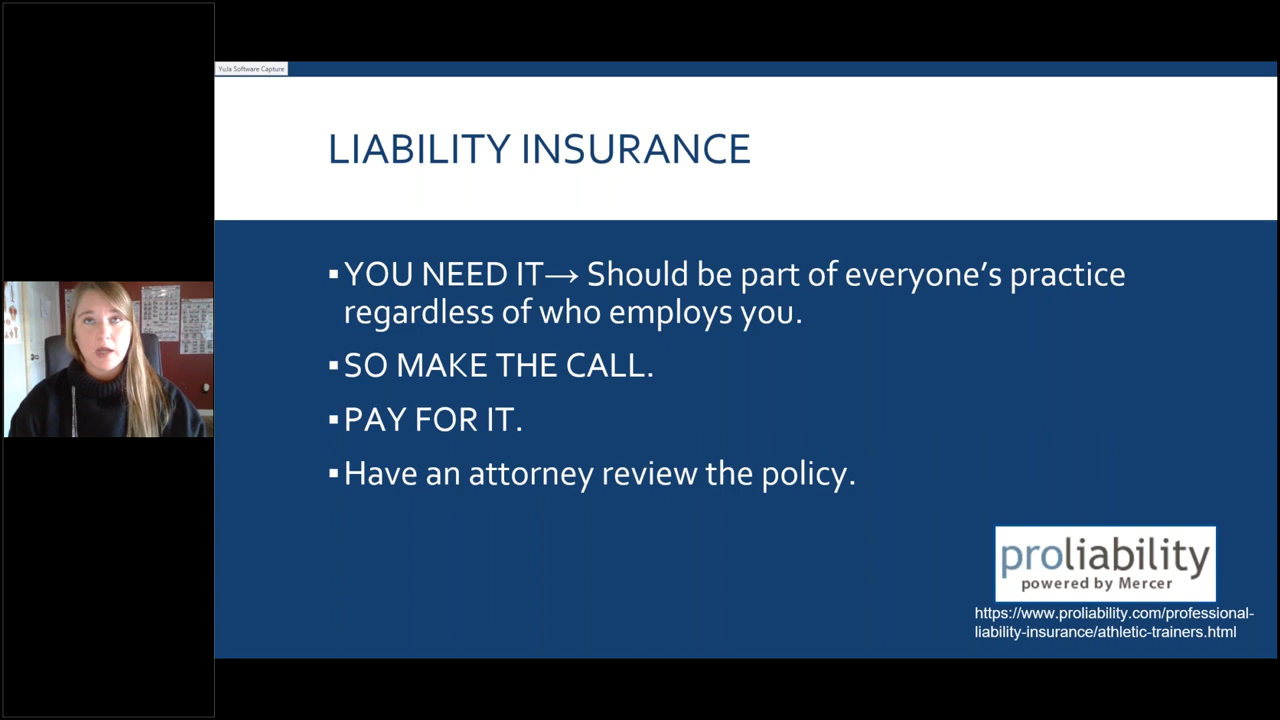 YuJa Software Capture
LIABILITY INSURANCE
▪YOU NEED IT→ Should be part of everyone’s practice
regardless of who employs you.
▪SO MAKE THE CALL.
▪PAY FOR IT.
▪Have an attorney review the policy.
proliability
powered by Mercer
https://www.proliability.com/professional-
liability-insurance/athletic-trainers.html